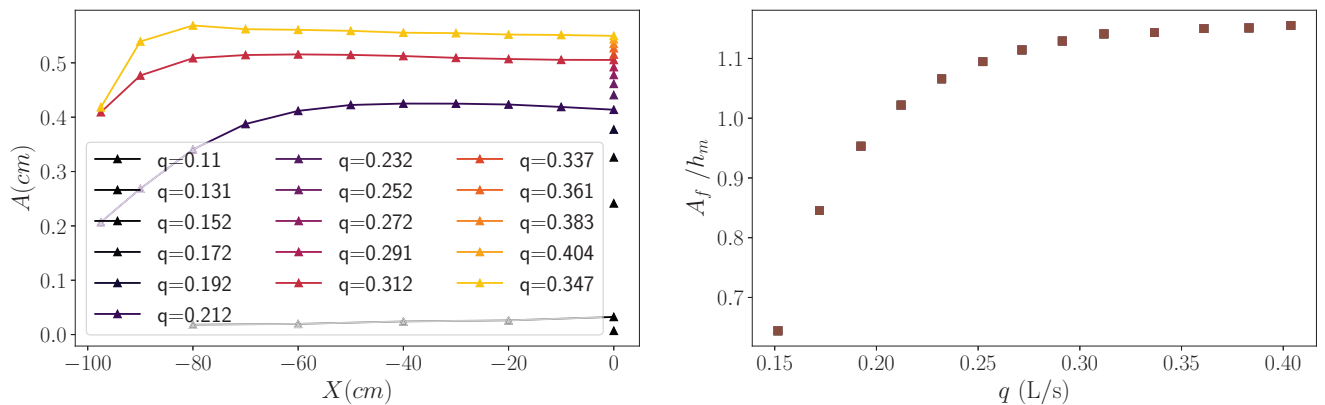 0.5
0.4
0.3
0.2
0.1
0.0
A(cm)
−100
−80
−60
−40
−20
0
X(cm)
q=0.11
q=0.131
q=0.152
q=0.172
q=0.192
q=0.212
q=0.232
q=0.252
q=0.272
q=0.291
q=0.312
q=0.337
q=0.361
q=0.383
q=0.404
q=0.347
1.1
1.0
0.9
0.8
0.7
A_f /h_m
0.15
0.20
0.25
0.30
0.35
0.40
q (L/s)